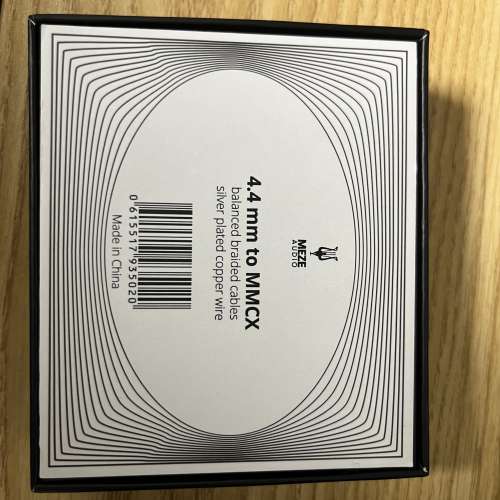 MEZE
AUDIO
4.4 mm to MMCX
balanced braided cables
silver plated copper wire
0 615517 935020
Made in China